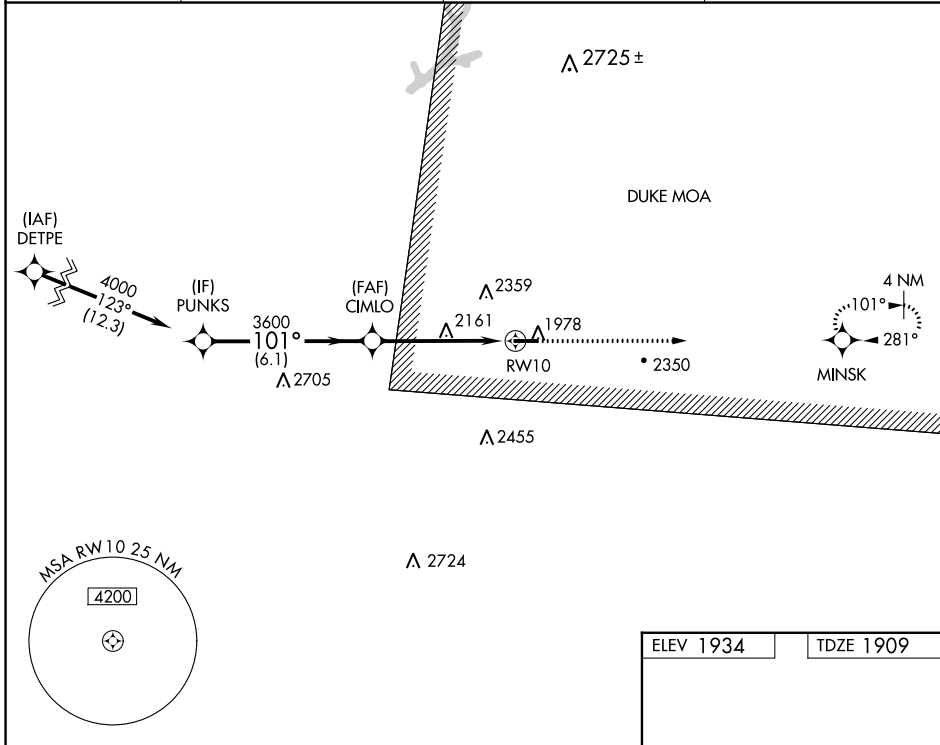 2725 ±
DUKE MOA
(IAF)
DETPE
4000
123°
(12.3)
(IF)
PUNKS
3600
101°
(6.1)
2705
(FAF)
CIMLO
2359
2161
1978
RW10
2350
4 NM
101°
281°
MINSK
2455
2724
MSA RW10 25 NM
4200
ELEV 1934
TDZE 1909